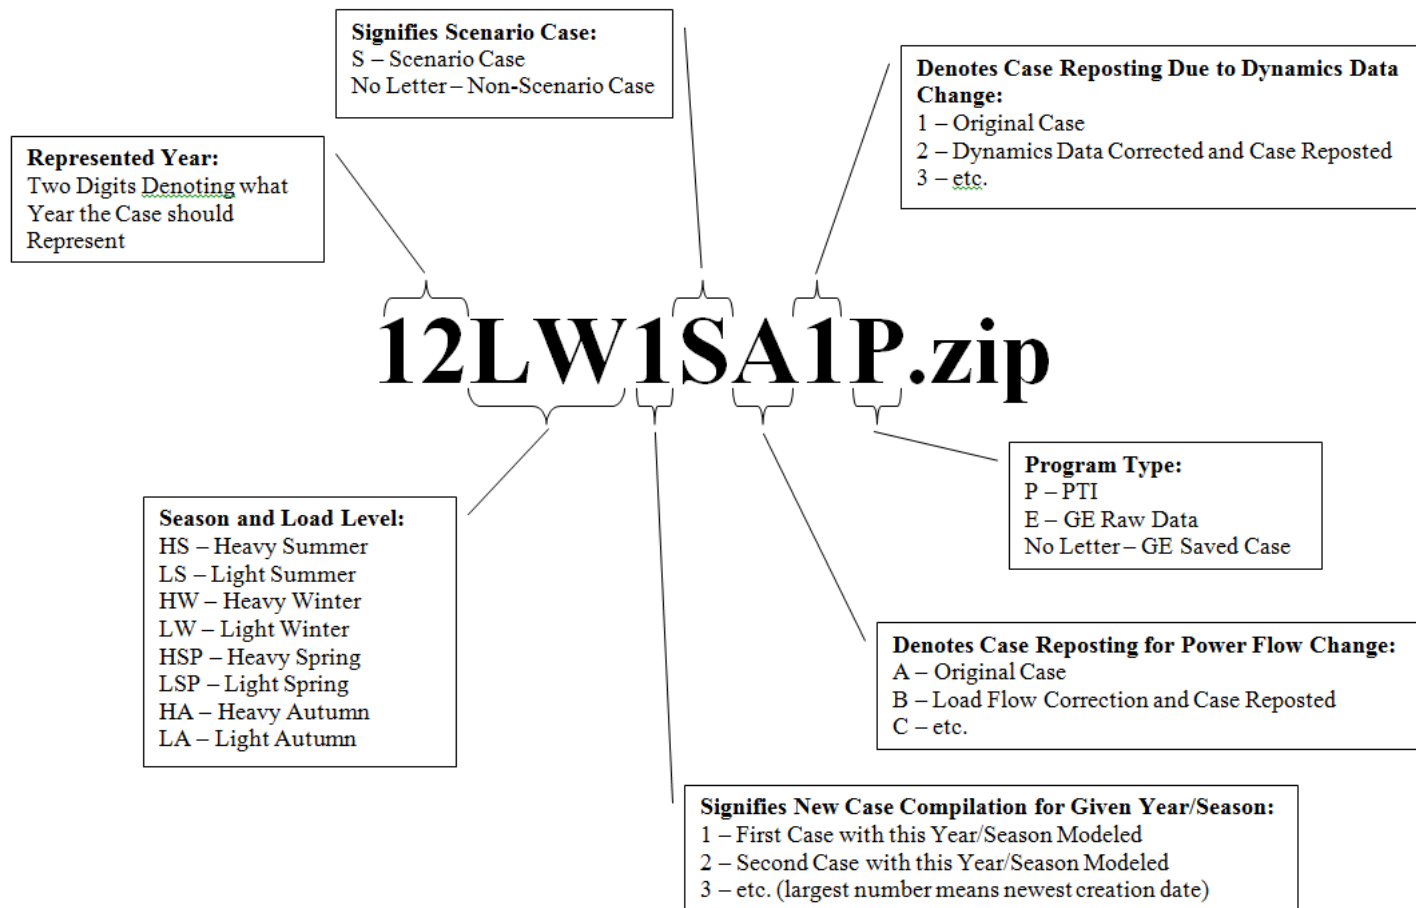 Signifies Scenario Case:
S – Scenario Case
No Letter – Non-Scenario Case
Denotes Case Reposting Due to Dynamics Data
Change:
1 – Original Case
2 – Dynamics Data Corrected and Case Reposted
3 – etc.
Represented Year:
Two Digits Denoting what
Year the Case should
Represent
12LW1SA1P.zip
Program Type:
P – PTI
E – GE Raw Data
No Letter – GE Saved Case
Season and Load Level:
HS – Heavy Summer
LS – Light Summer
HW – Heavy Winter
LW – Light Winter
HSP – Heavy Spring
LSP – Light Spring
HA – Heavy Autumn
LA – Light Autumn
Denotes Case Reposting for Power Flow Change:
A – Original Case
B – Load Flow Correction and Case Reposted
C – etc.
Signifies New Case Compilation for Given Year/Season:
1 – First Case with this Year/Season Modeled
2 – Second Case with this Year/Season Modeled
3 – etc. (largest number means newest creation date)